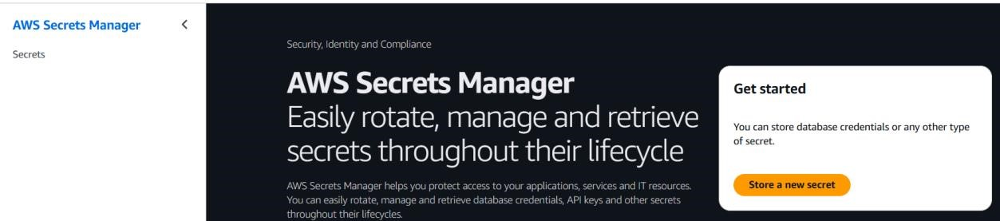 AWS Secrets Manager
Secrets
Security, Identity and Compliance
AWS Secrets Manager
Easily rotate, manage and retrieve
secrets throughout their lifecycle
AWS Secrets Manager helps you protect access to your applications, services and IT resources.
You can easily rotate, manage and retrieve database credentials, API keys and other secrets
throughout their lifecycles.
Get started
You can store database credentials or any other type
of secret.
Store a new secret